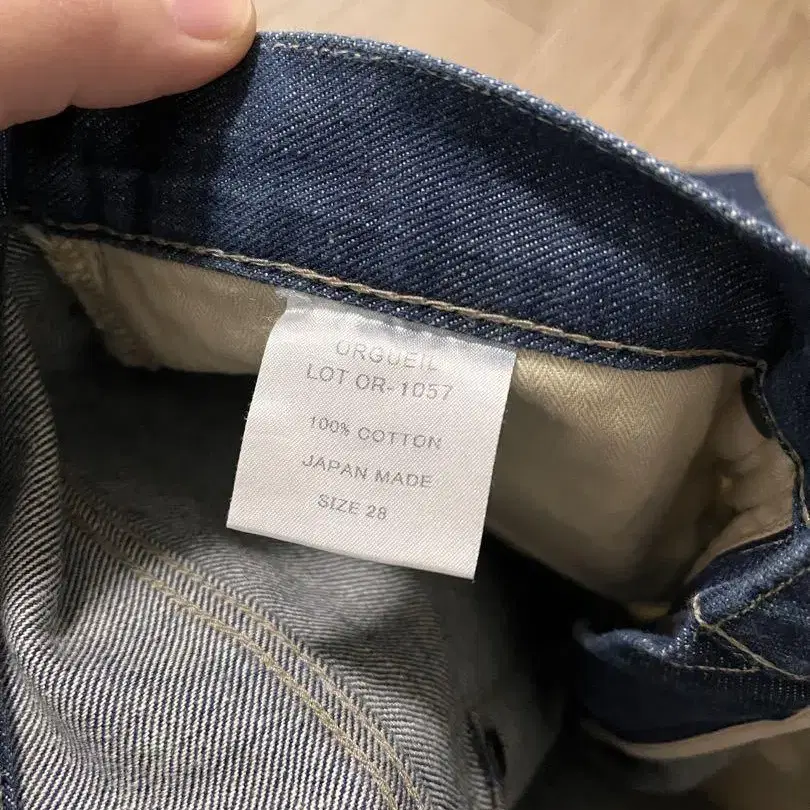 ORGUEIL
LOT OR-1057
100% COTTON
JAPAN MADE
SIZE 28